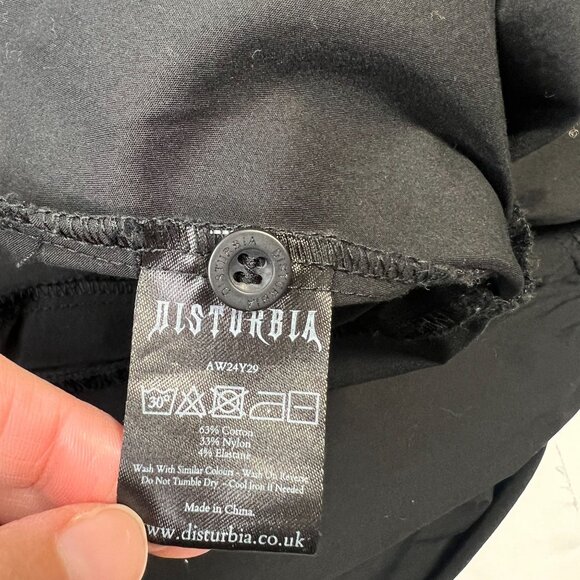 DISTURBIA
DISTURBIA
AW24Y29
30°
63% Cotton
33% Nylon
4% Elastane
Wash With Similar Colours - Wash On Reverse
Do Not Tumble Dry - Cool Iron if Needed
Made in China.
www.disturbia.co.uk